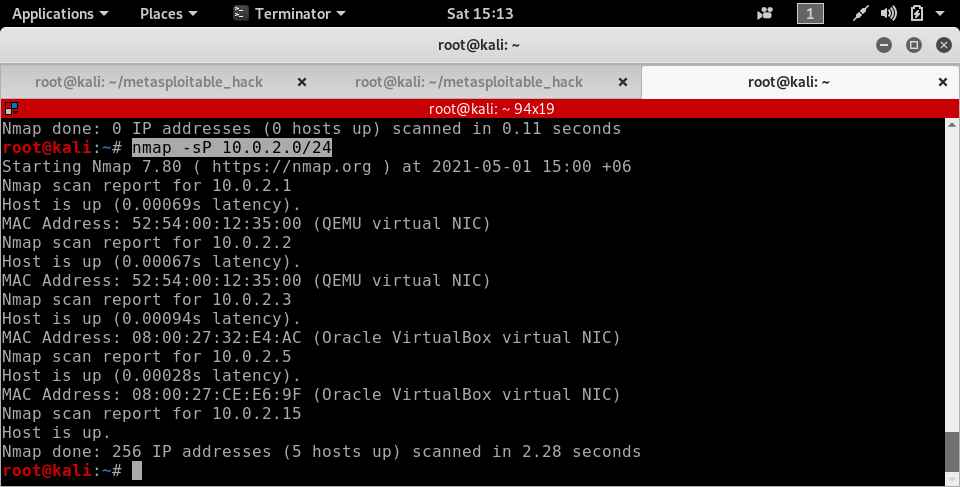 Applications Places Terminator Sat 15:13 1
root@kali: ~
root@kali: ~/metasploitable_hack root@kali: ~/metasploitable_hack root@kali: ~
root@kali: ~ 94x19
Nmap done: 0 IP addresses (0 hosts up) scanned in 0.11 seconds
root@kali:~# nmap -sP 10.0.2.0/24
Starting Nmap 7.80 ( https://nmap.org ) at 2021-05-01 15:00 +06
Nmap scan report for 10.0.2.1
Host is up (0.00069s latency).
MAC Address: 52:54:00:12:35:00 (QEMU virtual NIC)
Nmap scan report for 10.0.2.2
Host is up (0.00067s latency).
MAC Address: 52:54:00:12:35:00 (QEMU virtual NIC)
Nmap scan report for 10.0.2.3
Host is up (0.00094s latency).
MAC Address: 08:00:27:32:E4:AC (Oracle VirtualBox virtual NIC)
Nmap scan report for 10.0.2.5
Host is up (0.00028s latency).
MAC Address: 08:00:27:CE:E6:9F (Oracle VirtualBox virtual NIC)
Nmap scan report for 10.0.2.15
Host is up.
Nmap done: 256 IP addresses (5 hosts up) scanned in 2.28 seconds
root@kali:~#